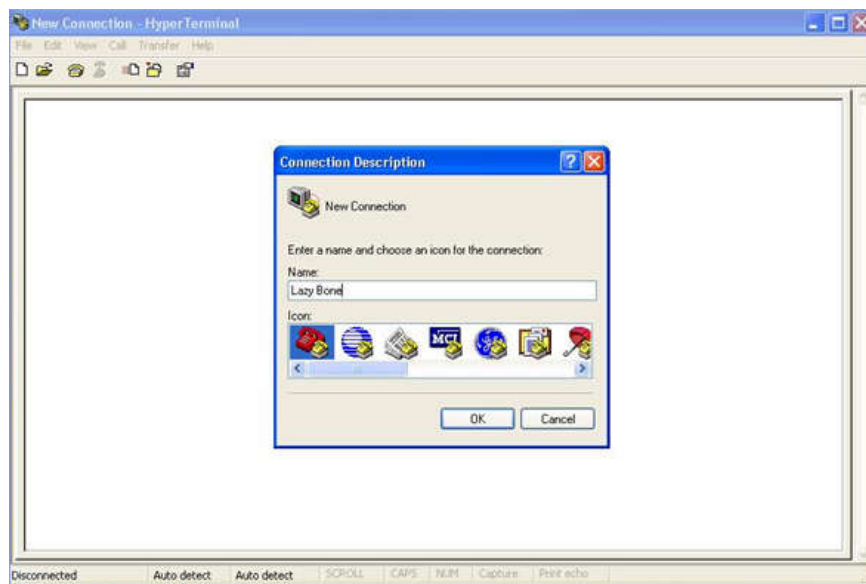 New Connection - HyperTerminal
File Edit View Call Transfer Help
Connection Description
New Connection
Enter a name and choose an icon for the connection:
Name:
Lazy Bone
Icon:
MCI
OK Cancel
Disconnected Auto detect Auto detect SCROLL CAPS NUM Capture Print echo